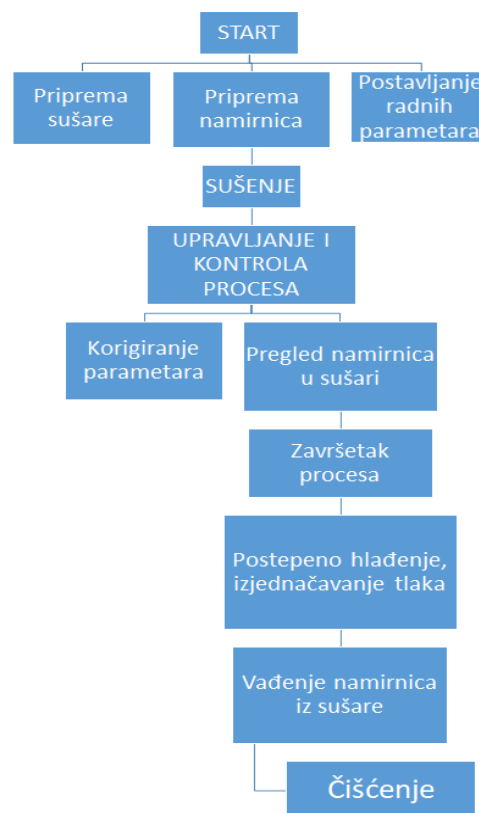 START
Priprema
sušare
Priprema
namirnica
Postavljanje
radnih
parametara
SUŠENJE
UPRAVLJANJE I
KONTROLA
PROCESA
Korigiranje
parametara
Pregled namirnica
u sušari
Završetak
procesa
Postepeno hlađenje,
izjednačavanje tlaka
Vađenje namirnica
iz sušare
Čišćenje